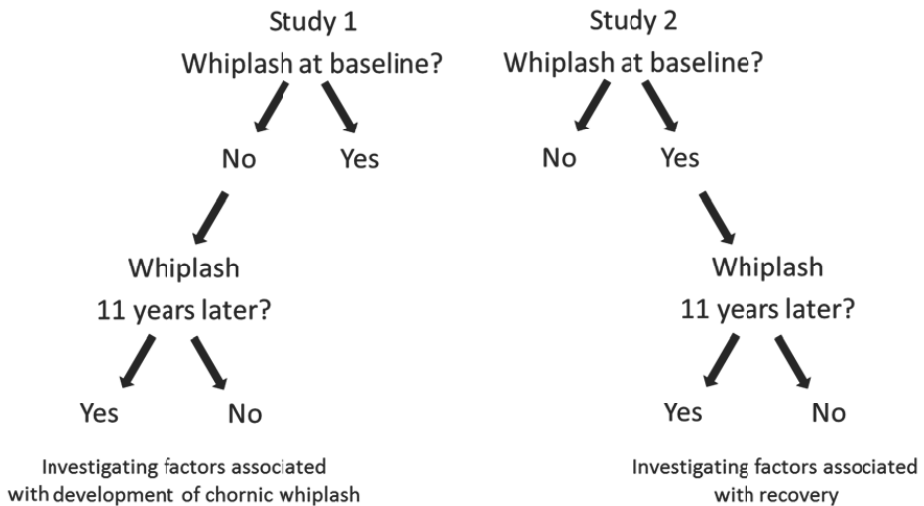 Study 1
Whiplash at baseline?
No
Yes
Whiplash
11 years later?
Yes
No
Investigating factors associated
with development of chornic whiplash
Study 2
Whiplash at baseline?
No
Yes
Whiplash
11 years later?
Yes
No
Investigating factors associated
with recovery